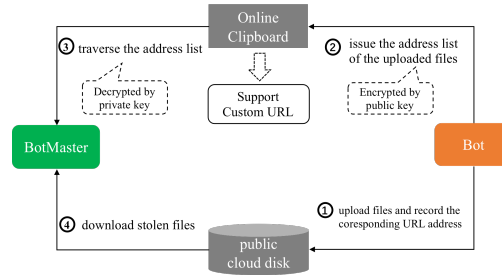 Online
Clipboard
③ traverse the address list
② issue the address list
of the uploaded files
Decrypted by
private key
Support
Custom URL
Encrypted by
public key
BotMaster
Bot
① upload files and record the
coresponding URL address
④ download stolen files
public
cloud disk